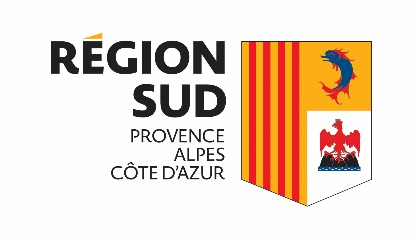 RÉGION
SUD
PROVENCE
ALPES
CÔTE D'AZUR